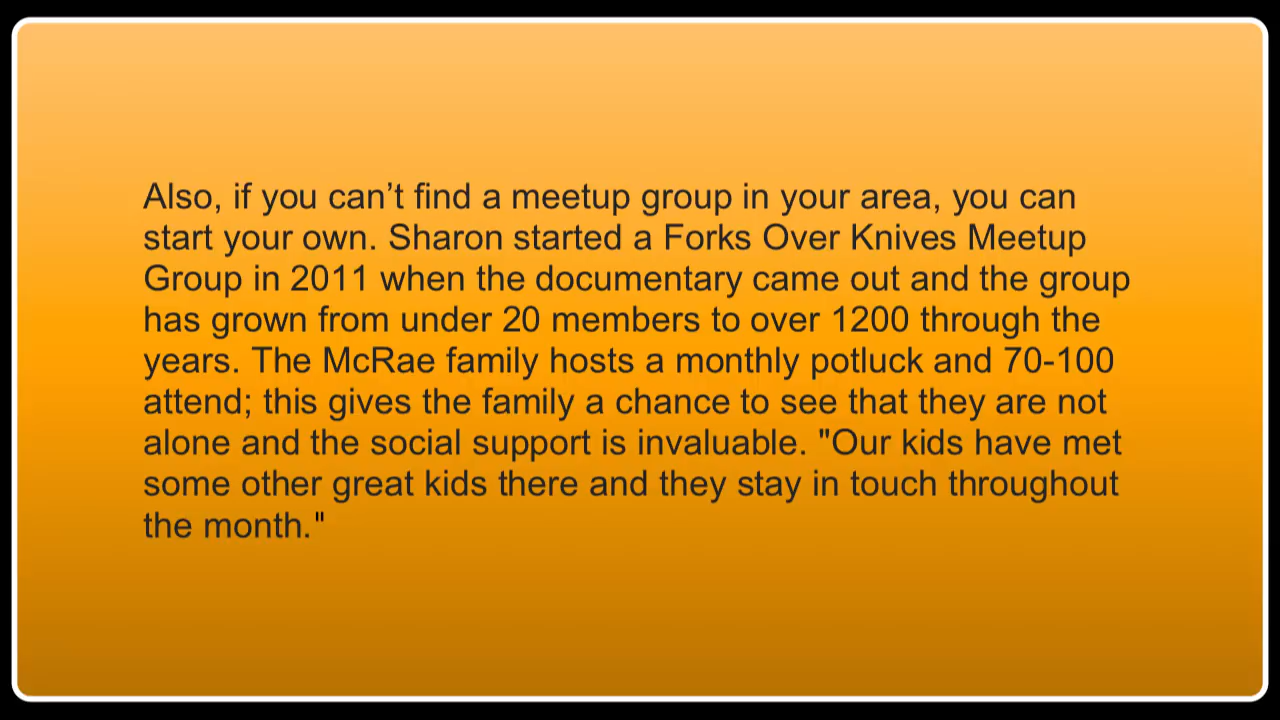 Also, if you can’t find a meetup group in your area, you can
start your own. Sharon started a Forks Over Knives Meetup
Group in 2011 when the documentary came out and the group
has grown from under 20 members to over 1200 through the
years. The McRae family hosts a monthly potluck and 70-100
attend; this gives the family a chance to see that they are not
alone and the social support is invaluable. "Our kids have met
some other great kids there and they stay in touch throughout
the month."